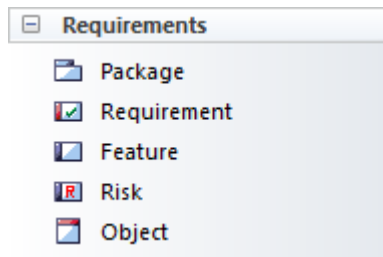 Requirements
Package
Requirement
Feature
Risk
Object